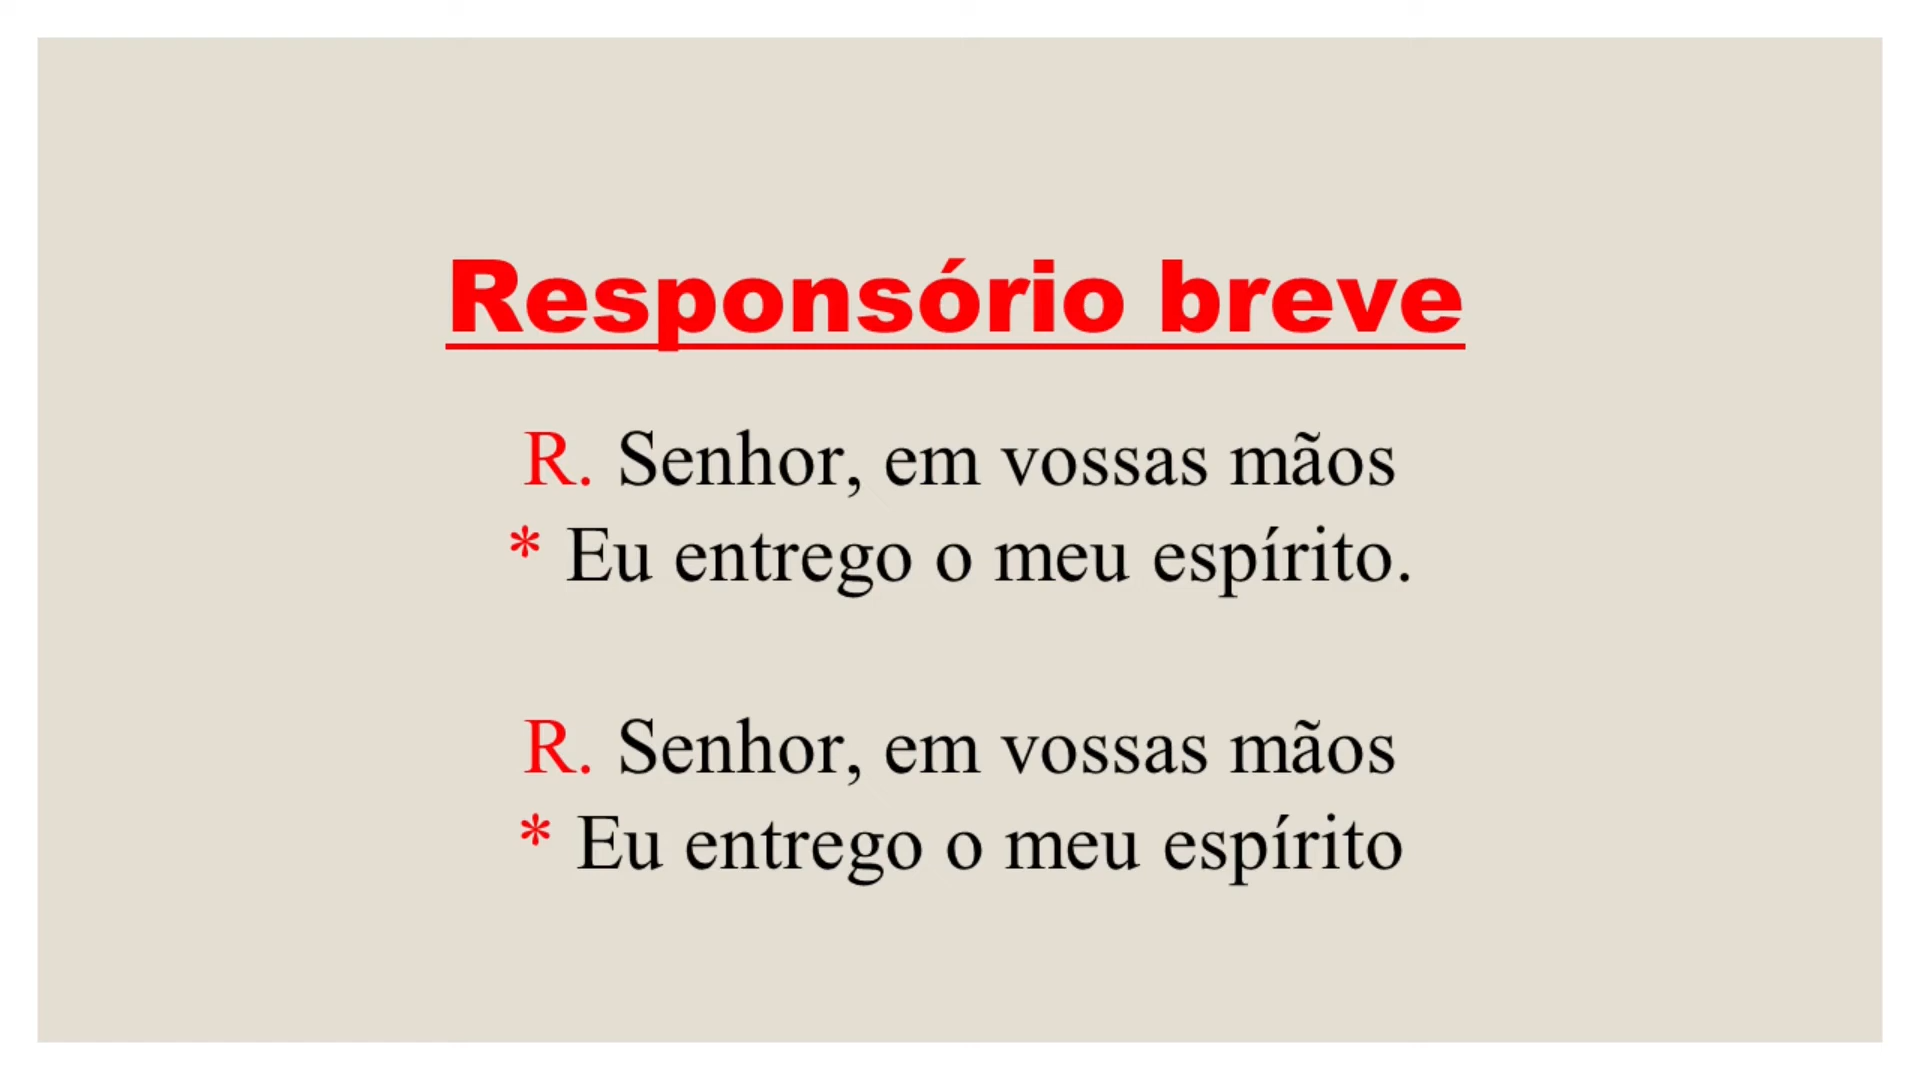 Responsório breve
R. Senhor, em vossas mãos
* Eu entrego o meu espírito.
R. Senhor, em vossas mãos
* Eu entrego o meu espírito